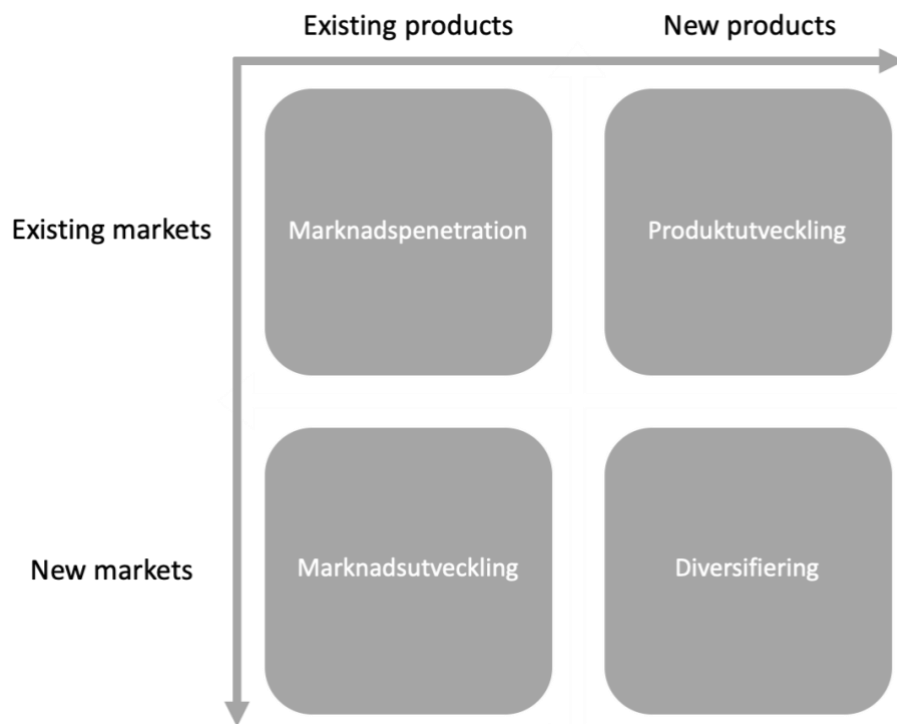 Existing products
New products
Existing markets
Marknadspenetration
Produktutveckling
New markets
Marknadsutveckling
Diversifiering